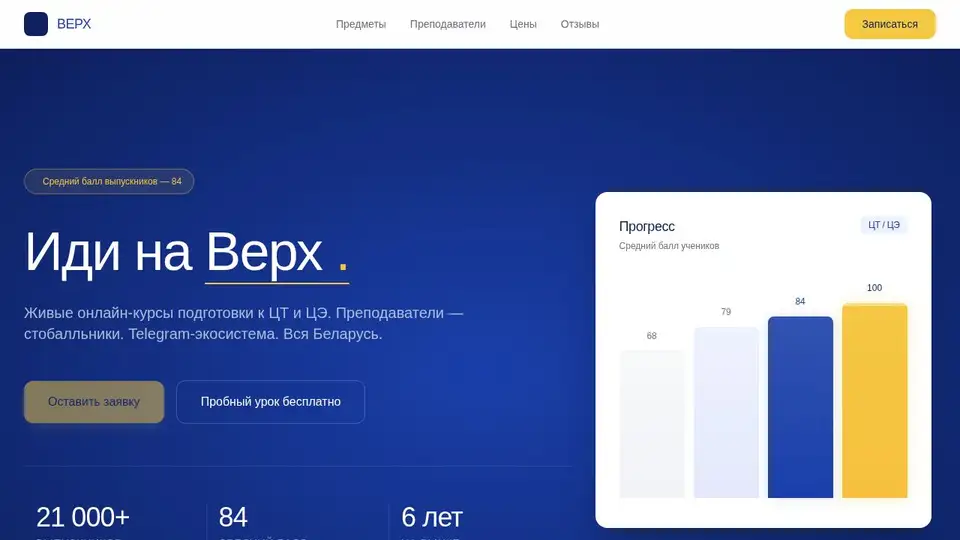 ВЕРХ
Предметы
Преподаватели
Цены
Отзывы
Записаться
Средний балл выпускников — 84
Иди на Верх .
Живые онлайн-курсы подготовки к ЦТ и ЦЭ. Преподаватели —
стобалльники. Telegram-экосистема. Вся Беларусь.
Оставить заявку
Пробный урок бесплатно
21 000+
84
6 лет
Прогресс
ЦТ / ЦЭ
Средний балл учеников
68
79
84
100